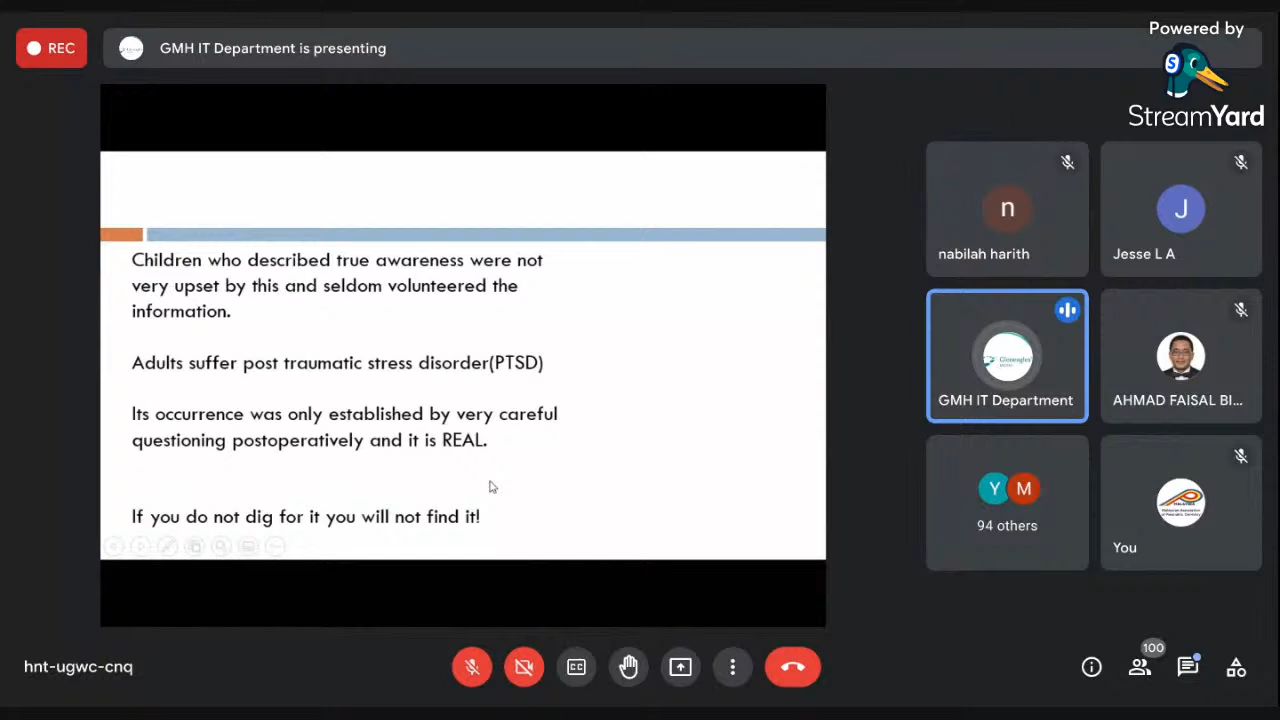 Powered by
StreamYard
REC
GMH IT Department is presenting
Children who described true awareness were not
very upset by this and seldom volunteered the
information.
Adults suffer post traumatic stress disorder(PTSD)
Its occurrence was only established by very careful
questioning postoperatively and it is REAL.
If you do not dig for it you will not find it!
n
nabilah harith
J
Jesse L A
Gleneagles
GMH IT Department
AHMAD FAISAL BI...
Y M
94 others
You
hnt-ugwc-cnq
CC
100